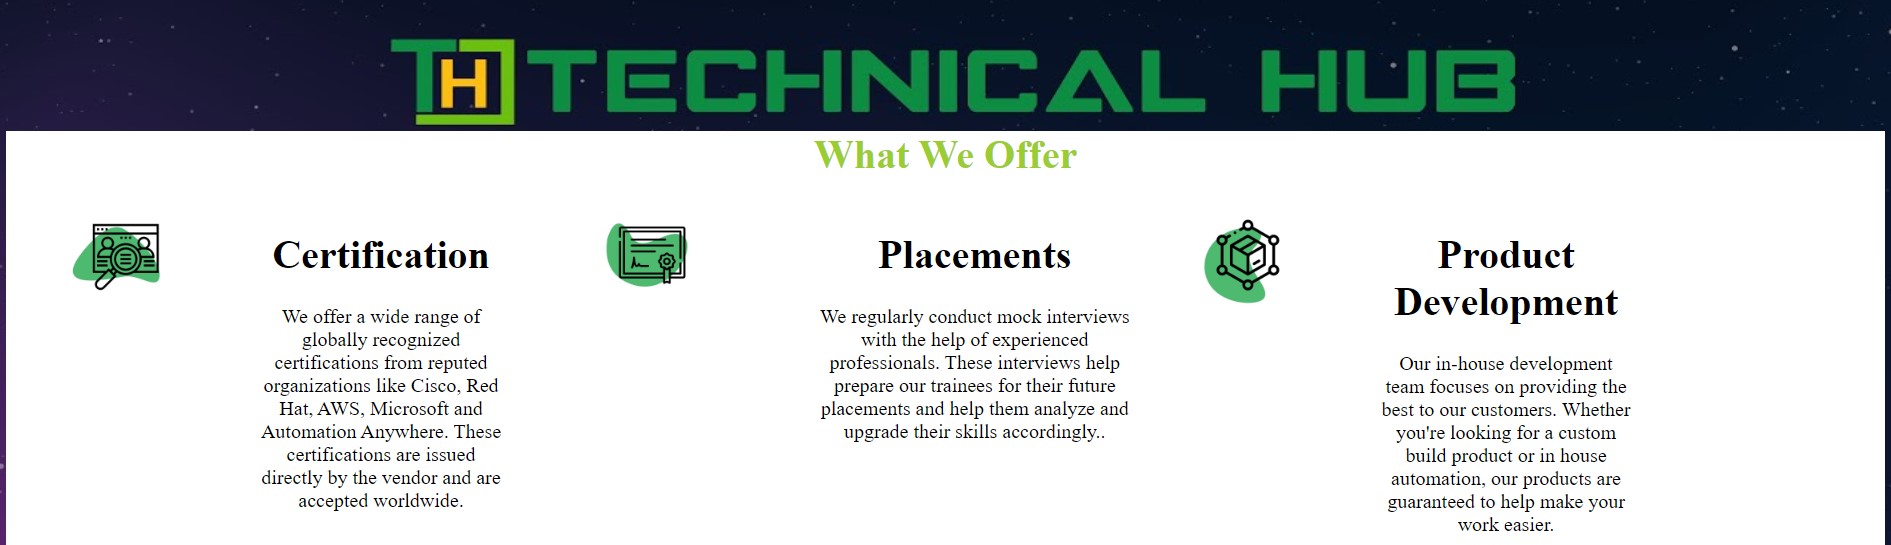 TH TECHNICAL HUB
What We Offer
Certification
We offer a wide range of
globally recognized
certifications from reputed
organizations like Cisco, Red
Hat, AWS, Microsoft and
Automation Anywhere. These
certifications are issued
directly by the vendor and are
accepted worldwide.
Placements
We regularly conduct mock interviews
with the help of experienced
professionals. These interviews help
prepare our trainees for their future
placements and help them analyze and
upgrade their skills accordingly..
Product
Development
Our in-house development
team focuses on providing the
best to our customers. Whether
you're looking for a custom
build product or in house
automation, our products are
guaranteed to help make your
work easier.